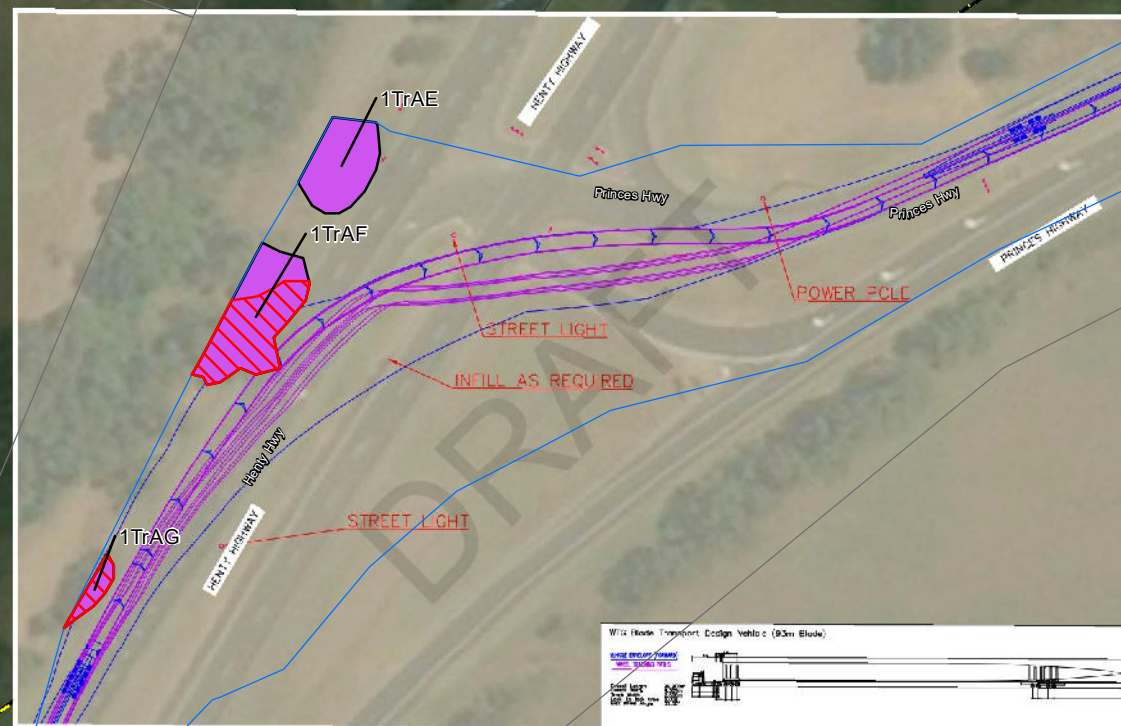 HENTY HIGHWAY
1TrAE
Princes Hwy
Princes Hwy
1TrAF
PRINCES HIGHWAY
POWER POLE
STREET LIGHT
INFILL AS REQUIRED
DRAFT
Henty Hwy
STREET LIGHT
1TrAG
HENTY HIGHWAY
WTG Blade Transport Design Vehicle (93m Blade)